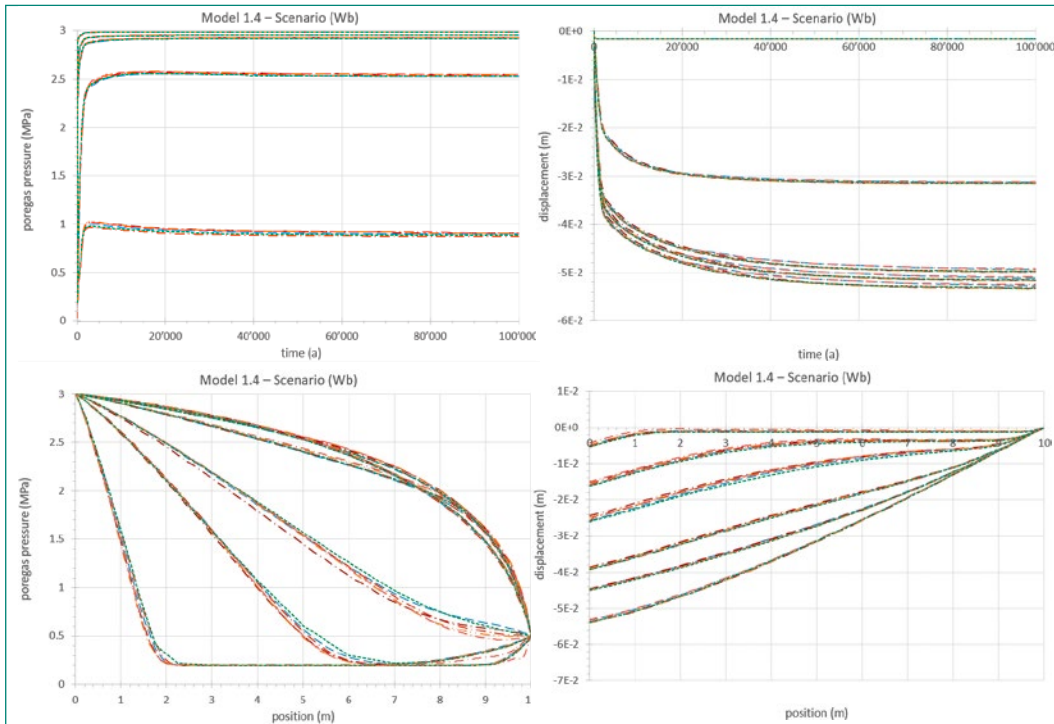 Model 1.4 – Scenario (Wb)
3
2.5
2
1.5
1
0.5
0
poregas pressure (MPa)
0
20'000
40'000
60'000
80'000
100'000
time (a)
Model 1.4 – Scenario (Wb)
0E+0
-1E-2
-2E-2
-3E-2
-4E-2
-5E-2
-6E-2
displacement (m)
20'000
40'000
60'000
80'000
100'000
time (a)
Model 1.4 – Scenario (Wb)
3
2.5
2
1.5
1
0.5
0
poregas pressure (MPa)
0
1
2
3
4
5
6
7
8
9
1
position (m)
Model 1.4 – Scenario (Wb)
1E-2
0E+0
-1E-2
-2E-2
-3E-2
-4E-2
-5E-2
-6E-2
-7E-2
displacement (m)
0
1
2
3
4
5
6
7
8
9
10
position (m)